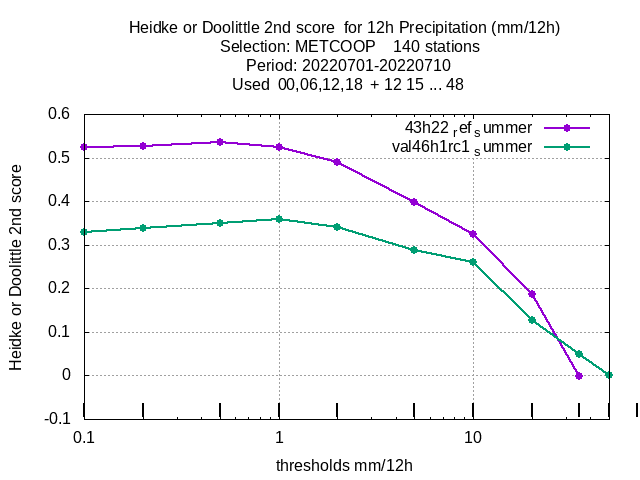 Heidke or Doolittle 2nd score  for 12h Precipitation (mm/12h)
Selection: METCOOP    140 stations
Period: 20220701-20220710
Used  00,06,12,18  + 12 15 ... 48
43h22 ref summer
val46h1rc1 summer
Heidke or Doolittle 2nd score
0.6
0.5
0.4
0.3
0.2
0.1
0
-0.1
0.1 1 10
thresholds mm/12h